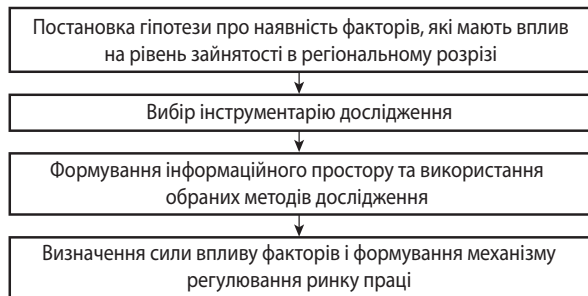 Постановка гіпотези про наявність факторів, які мають вплив
на рівень зайнятості в регіональному розрізі
Вибір інструментарію дослідження
Формування інформаційного простору та використання
обраних методів дослідження
Визначення сили впливу факторів і формування механізму
регулювання ринку праці